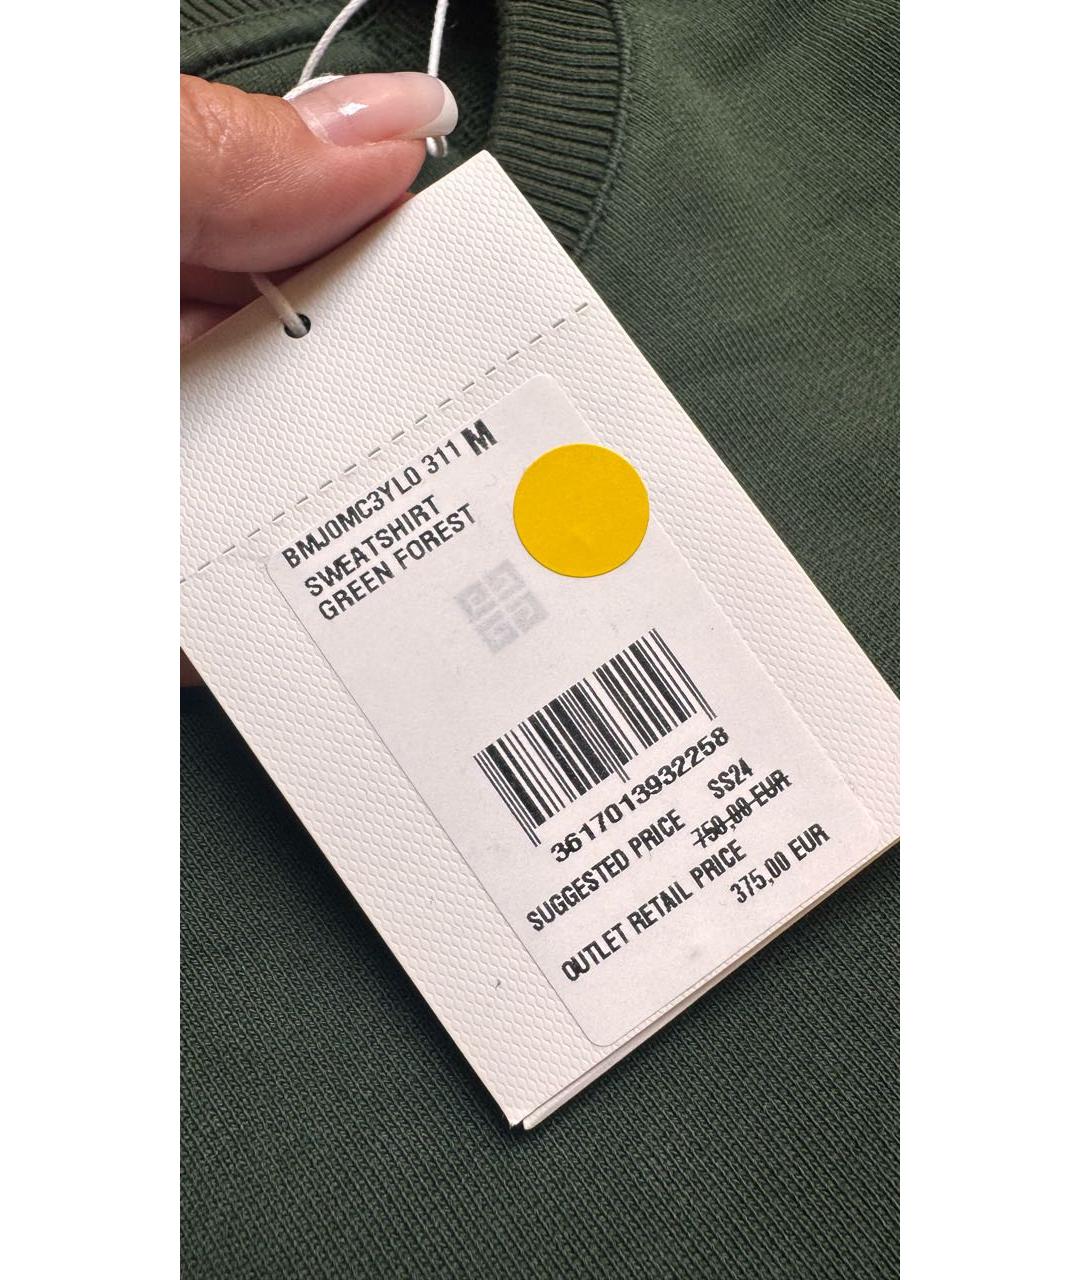 BMJ0MC3YL0 311 M
SWEATSHIRT
GREEN FOREST
3617013932258
SS24
SUGGESTED PRICE 750,00 EUR
OUTLET RETAIL PRICE
375,00 EUR